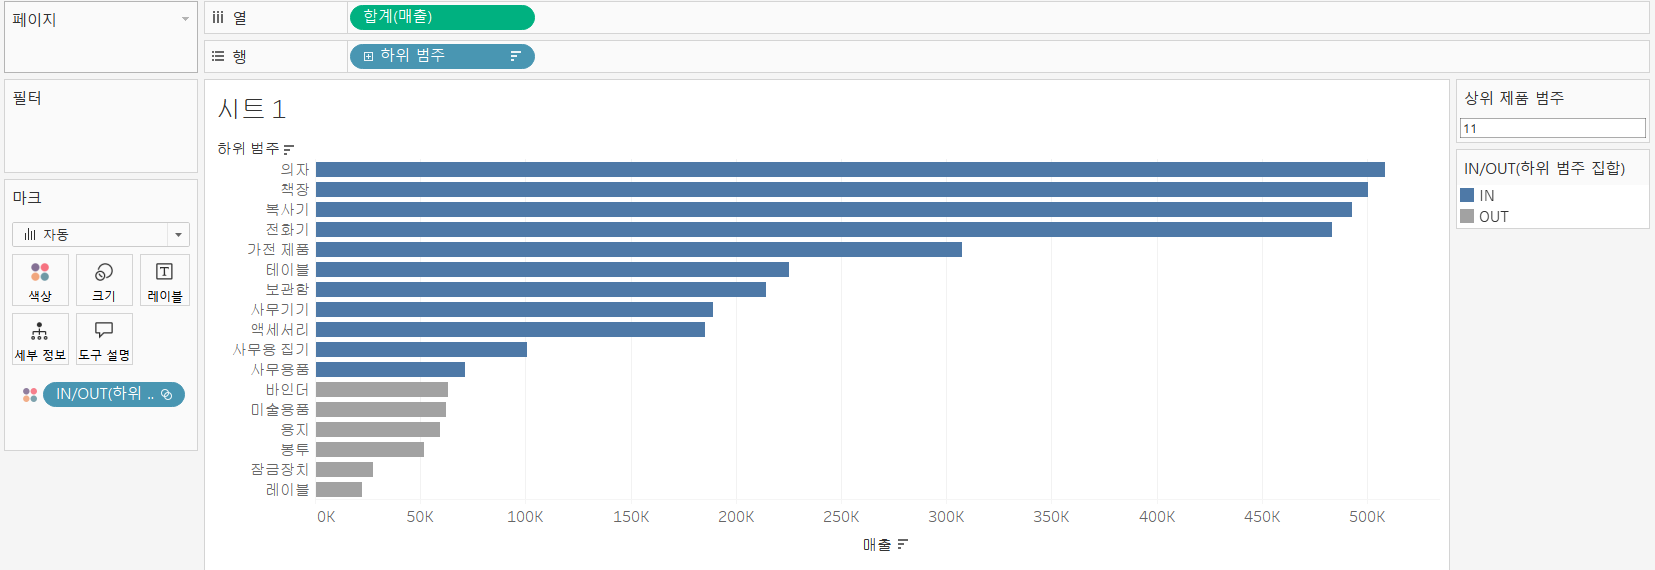 페이지
열
합계(매출)
행
하위 범주
필터
마크
자동
색상
크기
레이블
세부 정보
도구 설명
IN/OUT(하위 ..
시트 1
하위 범주
의자
책장
복사기
전화기
가전 제품
테이블
보관함
사무기기
액세서리
사무용 집기
사무용품
바인더
미술용품
용지
봉투
잠금장치
레이블
0K 50K 100K 150K 200K 250K 300K 350K 400K 450K 500K
매출
상위 제품 범주
11
IN/OUT(하위 범주 집합)
IN
OUT